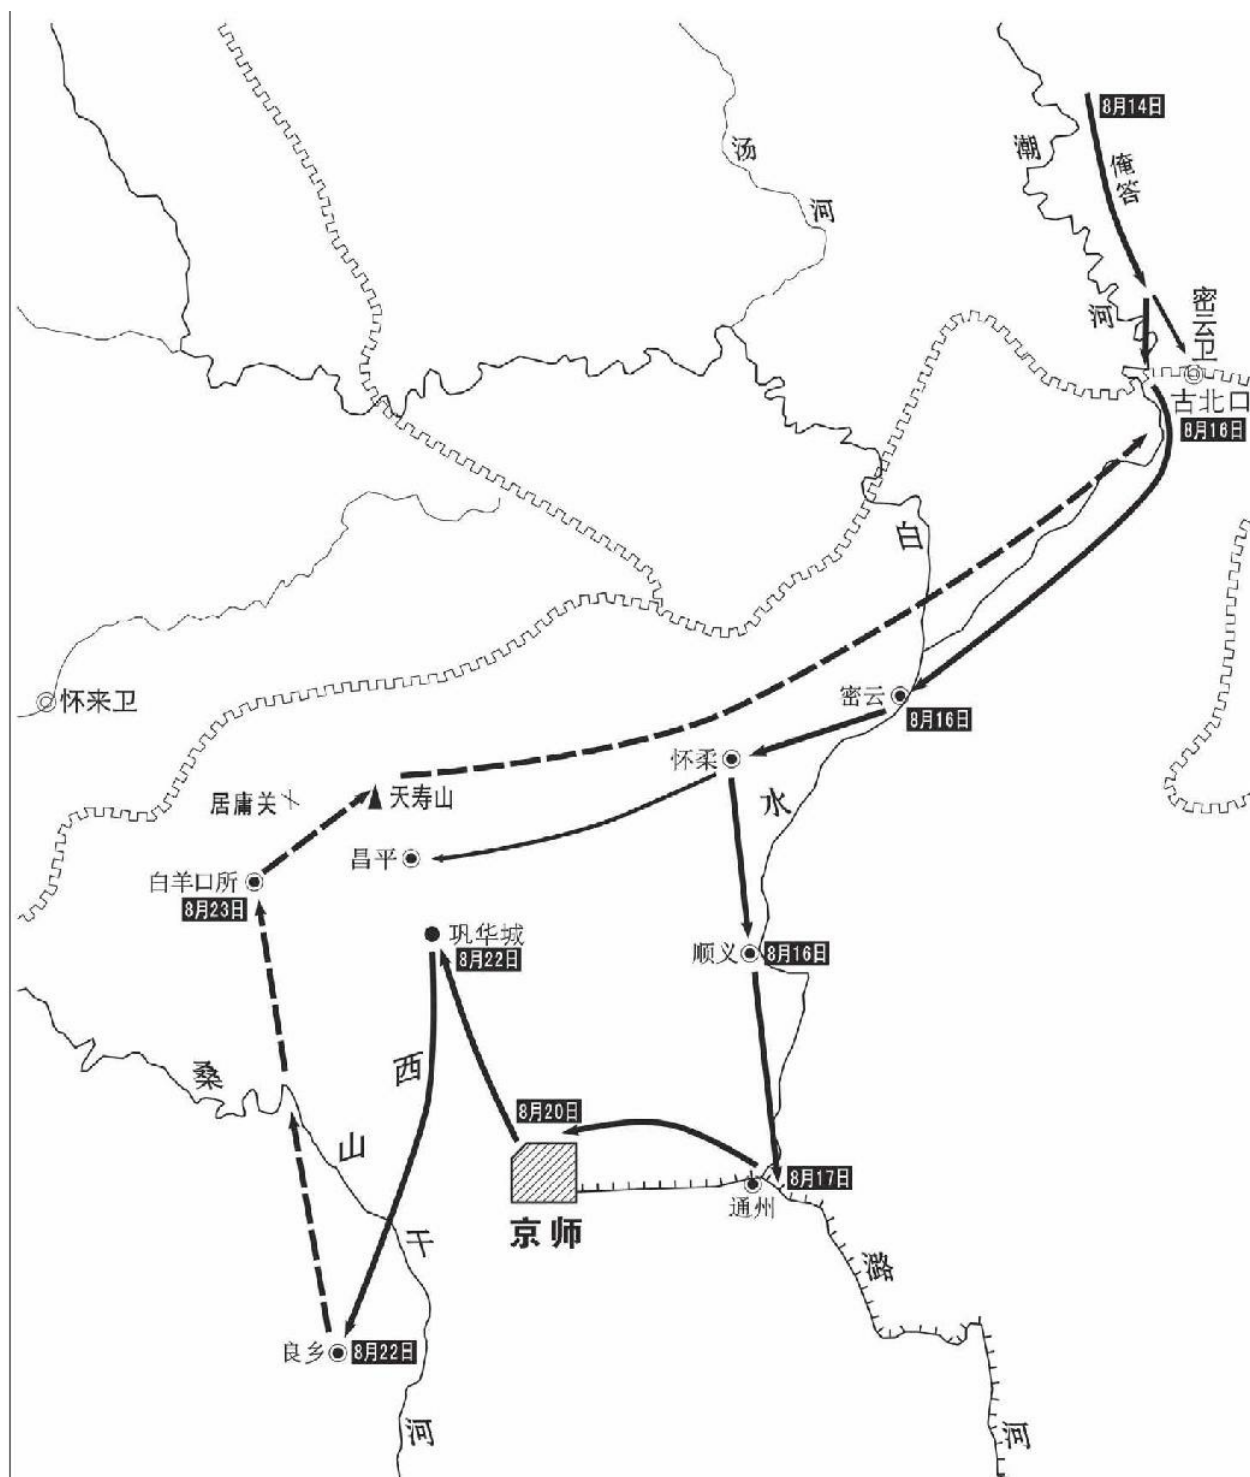 8月14日
俺答
潮
河
汤
河
密云卫
古北口
8月16日
白
水
怀来卫
密云
8月16日
怀柔
居庸关
天寿山
昌平
白羊口所
8月23日
巩华城
8月22日
顺义
8月16日
桑
干
河
西
山
8月20日
京师
通州
8月17日
潞
河
良乡
8月22日